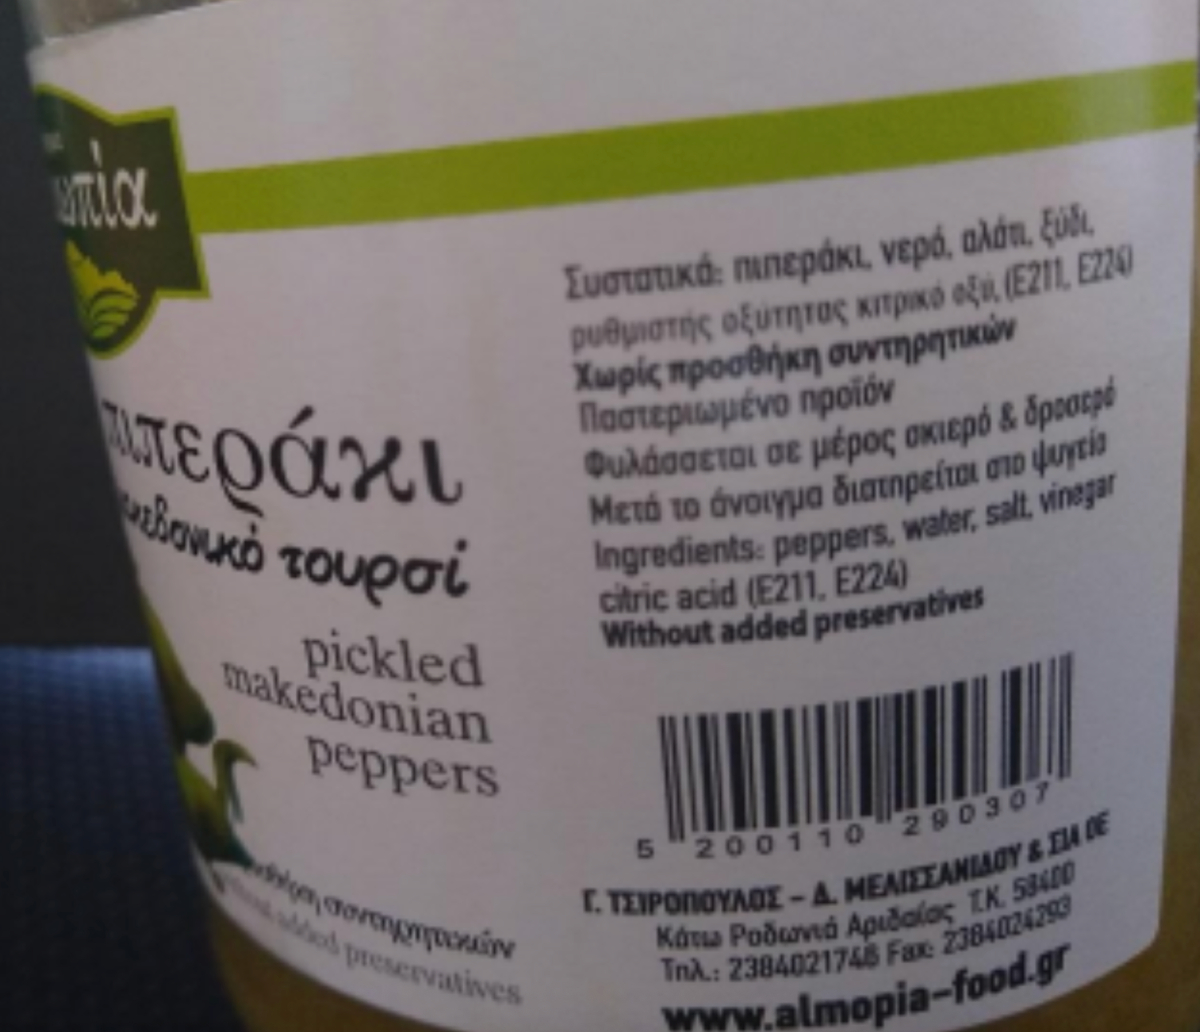 πιπεράκι
τουρσί
pickled
makedonian
peppers
συντηρητικών
added preservatives
Συστατικά: πιπεράκι, νερό, αλάτι, ξύδι,
ρυθμιστής οξύτητας κιτρικό οξύ, (E211, E224)
Χωρίς προσθήκη συντηρητικών
Παστεριωμένο προϊόν
Φυλάσσεται σε μέρος σκιερό & δροσερό
Μετά το άνοιγμα διατηρείται στο ψυγείο
Ingredients: peppers, water, salt, vinegar
citric acid (E211, E224)
Without added preservatives
5 200110 290307
Γ. ΤΣΙΡΟΠΟΥΛΟΣ - Δ. ΜΕΛΙΣΣΑΝΙΔΟΥ & ΣΙΑ ΟΕ
Κάτω Ροδωνιά Αριδαίας Τ.Κ. 58400
Τηλ.: 2384021748 Fax: 2384024293
www.almopia-food.gr